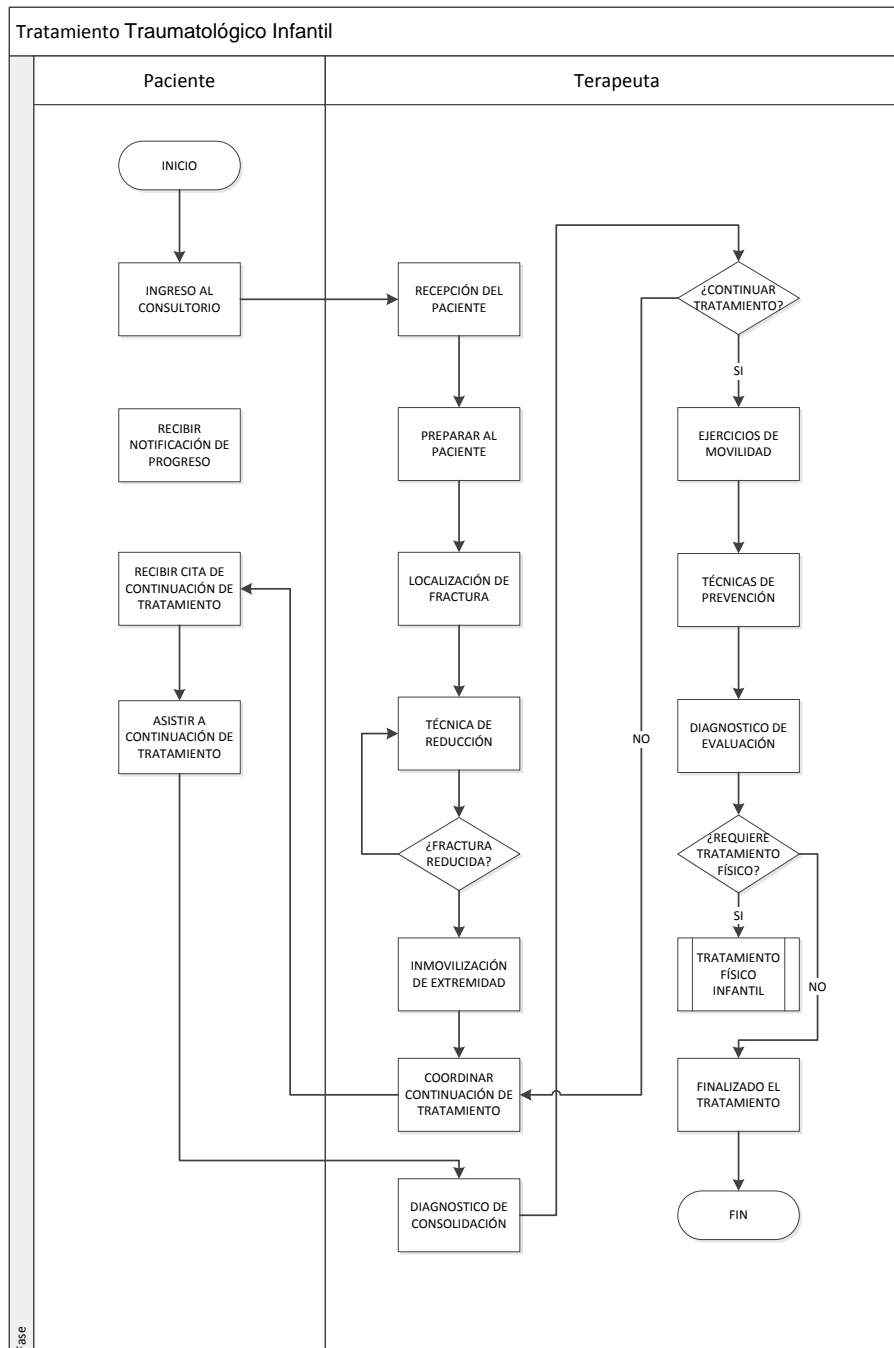 Tratamiento Traumatológico Infantil
Paciente
Terapeuta
INICIO
INGRESO AL
CONSULTORIO
RECIBIR
NOTIFICACIÓN DE
PROGRESO
RECIBIR CITA DE
CONTINUACIÓN DE
TRATAMIENTO
ASISTIR A
CONTINUACIÓN DE
TRATAMIENTO
RECEPCIÓN DEL
PACIENTE
PREPARAR AL
PACIENTE
LOCALIZACIÓN DE
FRACTURA
TÉCNICA DE
REDUCCIÓN
¿FRACTURA
REDUCIDA?
INMOVILIZACIÓN
DE EXTREMIDAD
COORDINAR
CONTINUACIÓN DE
TRATAMIENTO
DIAGNOSTICO DE
CONSOLIDACIÓN
¿CONTINUAR
TRATAMIENTO?
SI
NO
EJERCICIOS DE
MOVILIDAD
TÉCNICAS DE
PREVENCIÓN
DIAGNOSTICO DE
EVALUACIÓN
¿REQUIERE
TRATAMIENTO
FÍSICO?
SI
NO
TRATAMIENTO
FÍSICO
INFANTIL
FINALIZADO EL
TRATAMIENTO
FIN
Fase